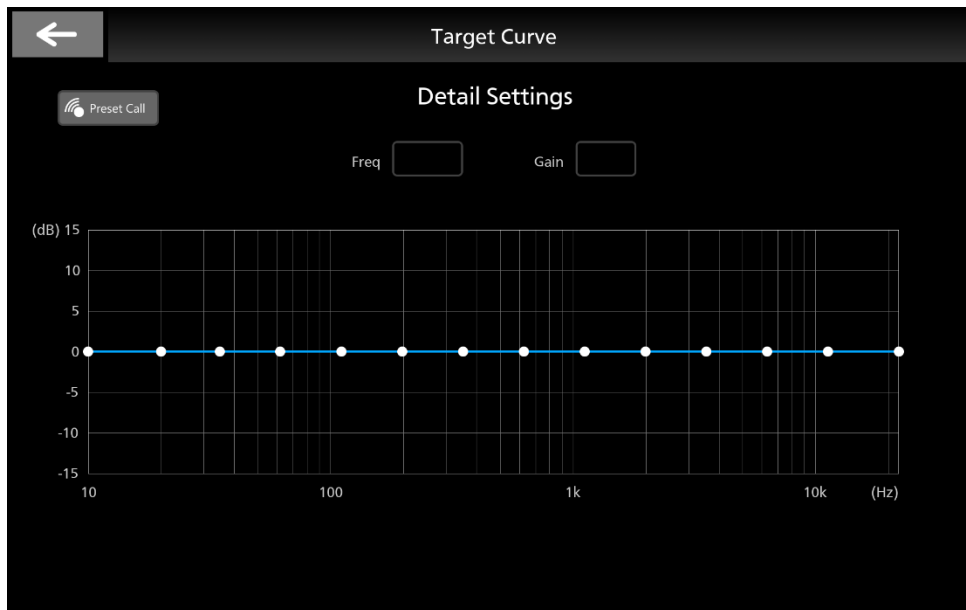 Target Curve
Preset Call
Detail Settings
Freq
Gain
(dB) 15
10
5
0
-5
-10
-15
10 100 1k 10k (Hz)